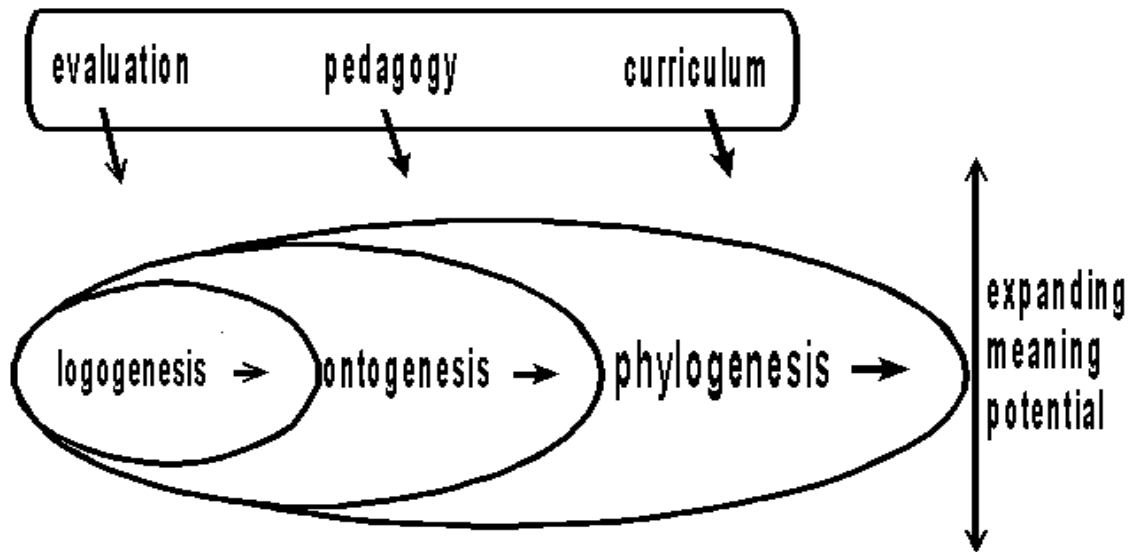 evaluation pedagogy curriculum
expanding
logogenesis ontogenesis phylogenesis meaning
potential